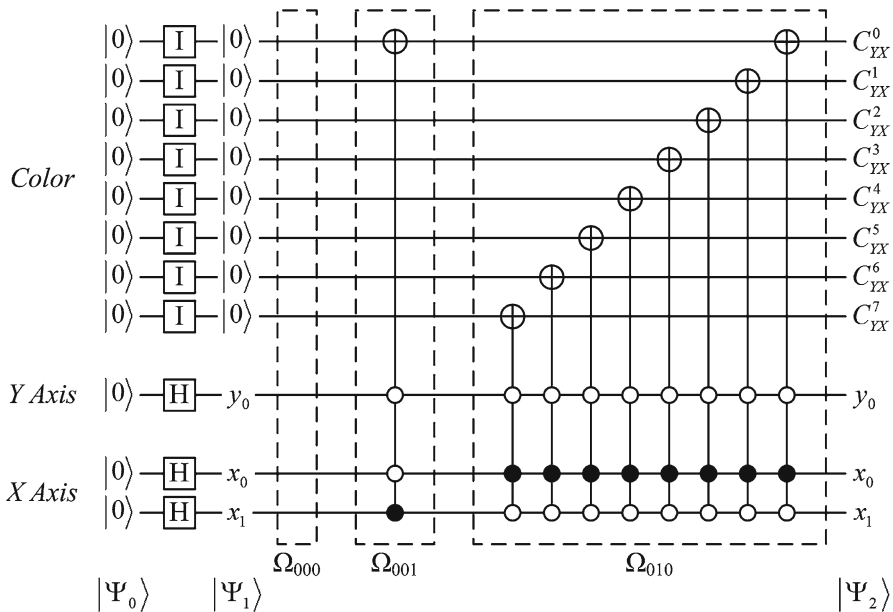 |0⟩ I |0⟩ C⁰_YX
|0⟩ I |0⟩ C¹_YX
|0⟩ I |0⟩ C²_YX
|0⟩ I |0⟩ C³_YX
Color |0⟩ I |0⟩ C⁴_YX
|0⟩ I |0⟩ C⁵_YX
|0⟩ I |0⟩ C⁶_YX
|0⟩ I |0⟩ C⁷_YX
Y Axis |0⟩ H y₀ y₀
|0⟩ H x₀ x₀
X Axis
|0⟩ H x₁ x₁
Ω₀₀₀ Ω₀₀₁ Ω₀₁₀
|Ψ₀⟩ |Ψ₁⟩ |Ψ₂⟩